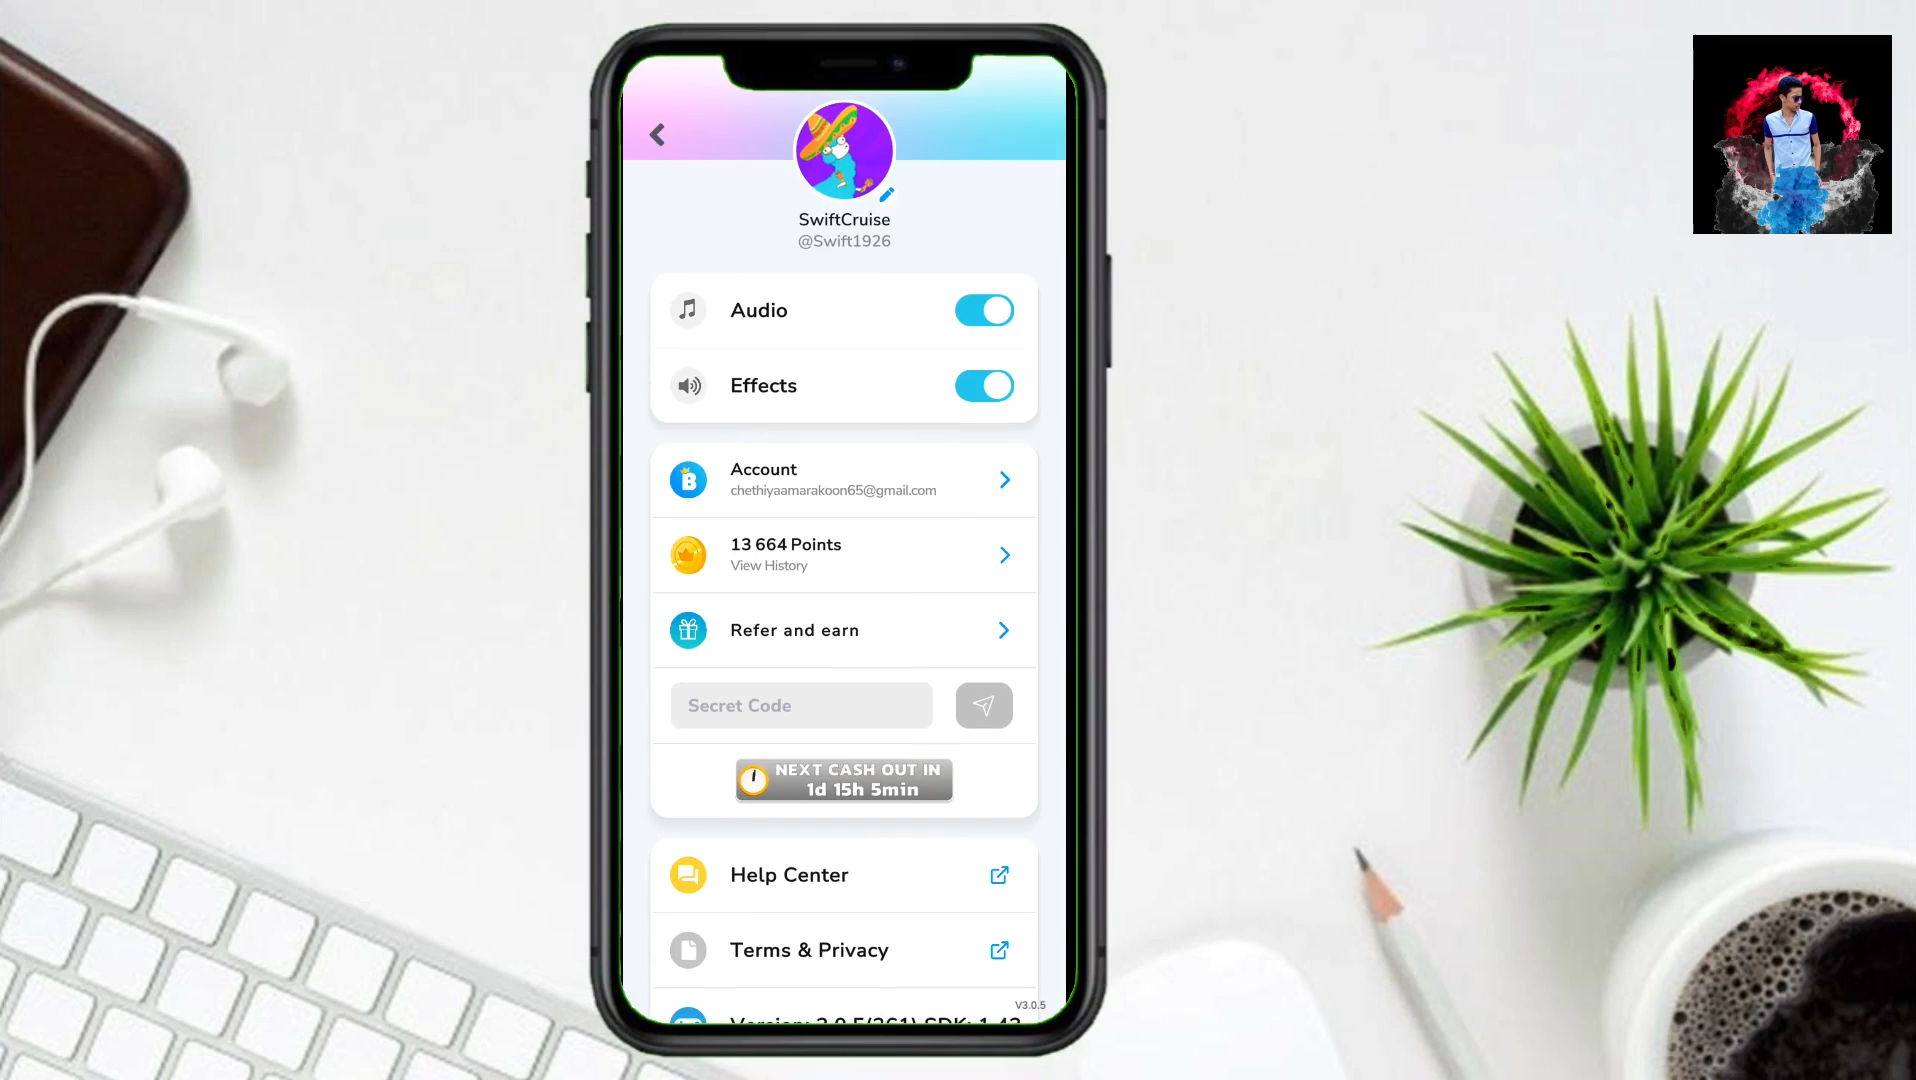 SwiftCruise
@Swift1926
Audio
Effects
Account
chethiyaamarakoon65@gmail.com
13 664 Points
View History
Refer and earn
Secret Code
NEXT CASH OUT IN
1d 15h 5min
Help Center
Terms & Privacy
V3.0.5